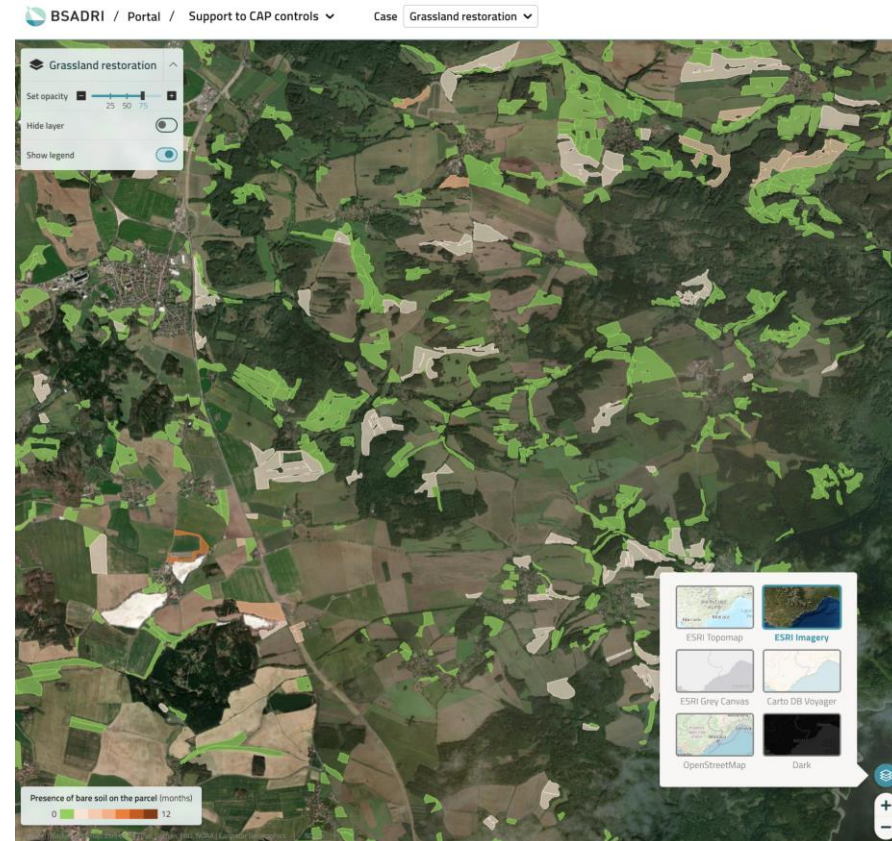 BSADRI / Portal / Support to CAP controls Case Grassland restoration
Grassland restoration
Set opacity
25 50 75
Hide layer
Show legend
ESRI Topomap ESRI Imagery
ESRI Grey Canvas Carto DB Voyager
OpenStreetMap Dark
Presence of bare soil on the parcel (months)
0 12